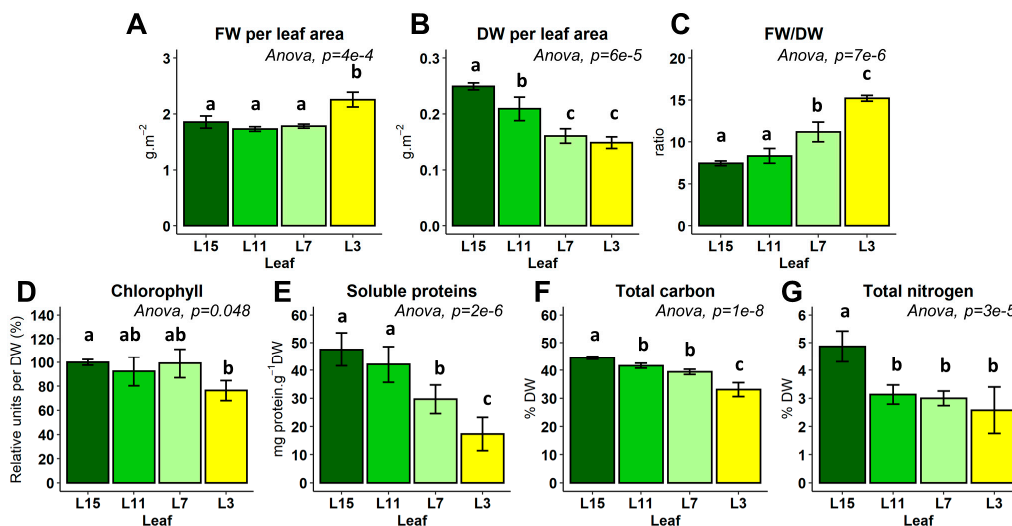 A
FW per leaf area
Anova, p=4e-4
g.m⁻²
3
2
1
0
a
a
a
b
L15 L11 L7 L3
Leaf
B
DW per leaf area
Anova, p=6e-5
g.m⁻²
0.3
0.2
0.1
0.0
a
b
c
c
L15 L11 L7 L3
Leaf
C
FW/DW
Anova, p=7e-6
ratio
20
15
10
5
0
a
a
b
c
L15 L11 L7 L3
Leaf
D
Chlorophyll
Anova, p=0.048
Relative units per DW (%)
140
120
100
80
60
40
20
0
a
ab
ab
b
L15 L11 L7 L3
Leaf
E
Soluble proteins
Anova, p=2e-6
mg protein.g⁻¹DW
60
50
40
30
20
10
0
a
a
b
c
L15 L11 L7 L3
Leaf
F
Total carbon
Anova, p=1e-8
% DW
60
50
40
30
20
10
0
a
b
b
c
L15 L11 L7 L3
Leaf
G
Total nitrogen
Anova, p=3e-5
% DW
6
5
4
3
2
1
0
a
b
b
b
L15 L11 L7 L3
Leaf